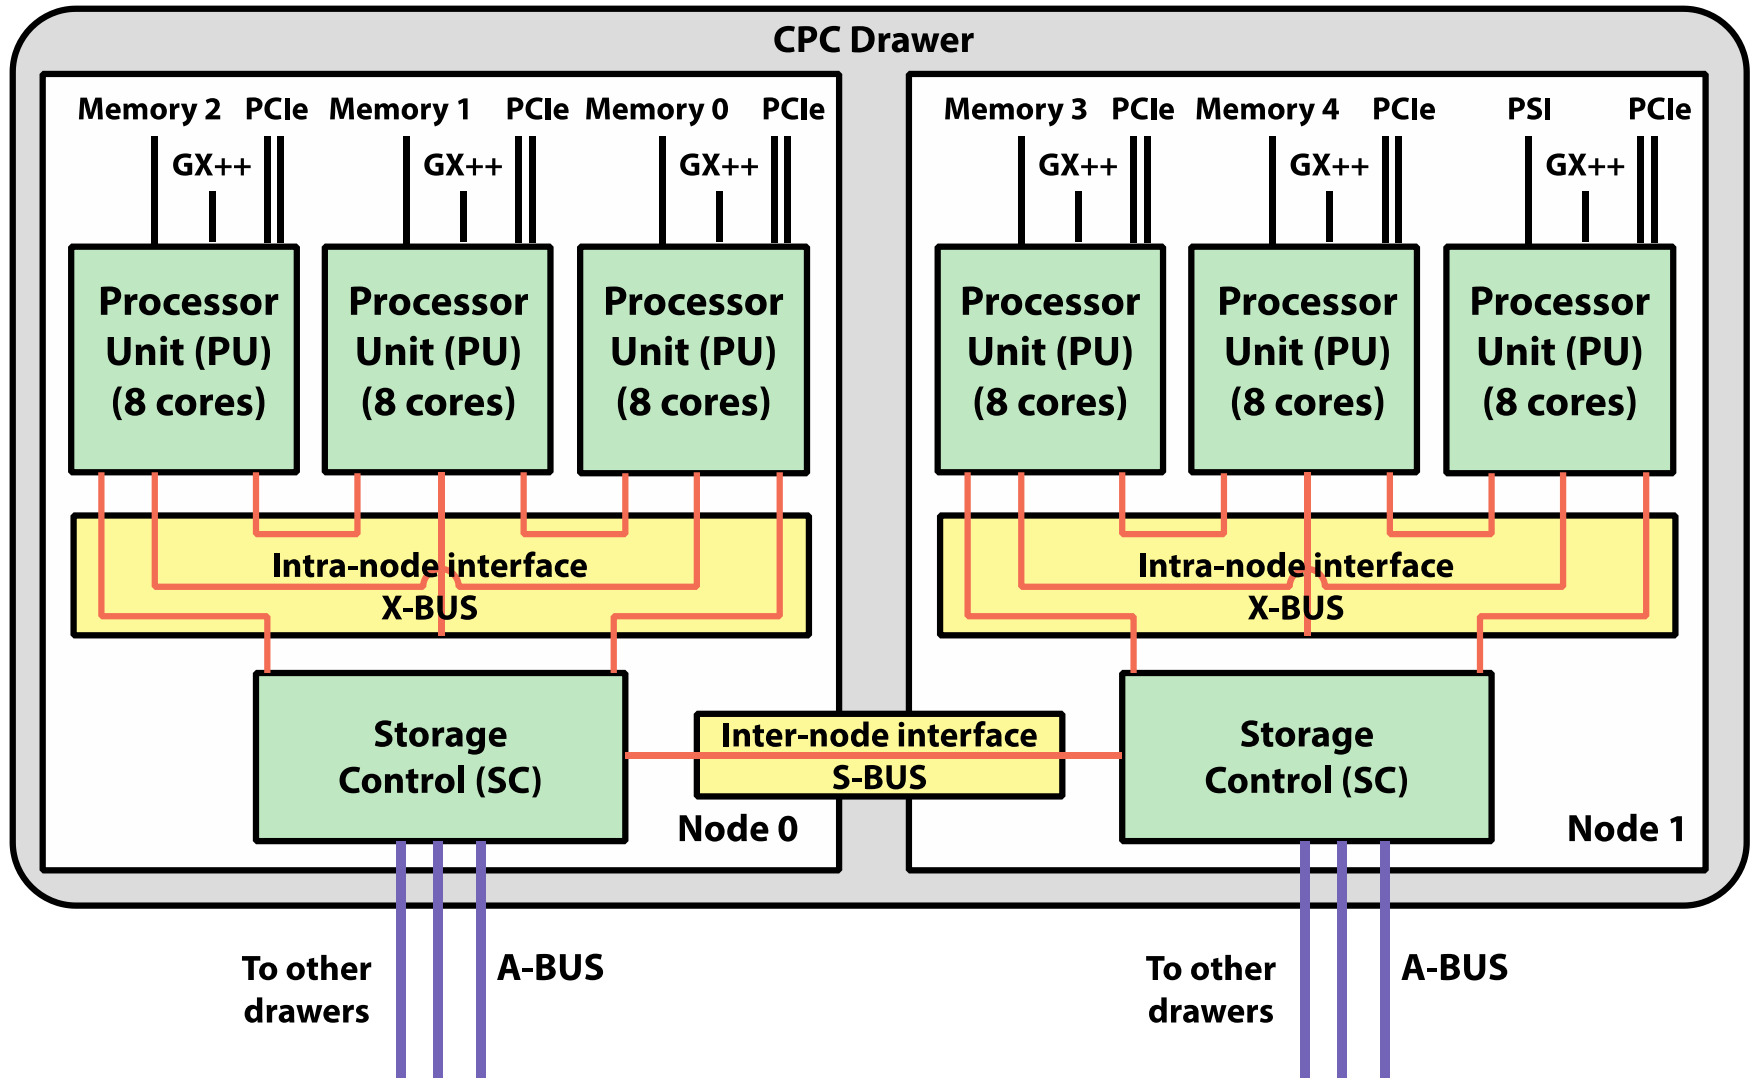 CPC Drawer
Memory 2 PCIe Memory 1 PCIe Memory 0 PCIe
GX++ GX++ GX++
Processor
Unit (PU)
(8 cores)
Processor
Unit (PU)
(8 cores)
Processor
Unit (PU)
(8 cores)
Intra-node interface
X-BUS
Storage
Control (SC)
Node 0
Inter-node interface
S-BUS
Memory 3 PCIe Memory 4 PCIe PSI PCIe
GX++ GX++ GX++
Processor
Unit (PU)
(8 cores)
Processor
Unit (PU)
(8 cores)
Processor
Unit (PU)
(8 cores)
Intra-node interface
X-BUS
Storage
Control (SC)
Node 1
To other
drawers
A-BUS
To other
drawers
A-BUS